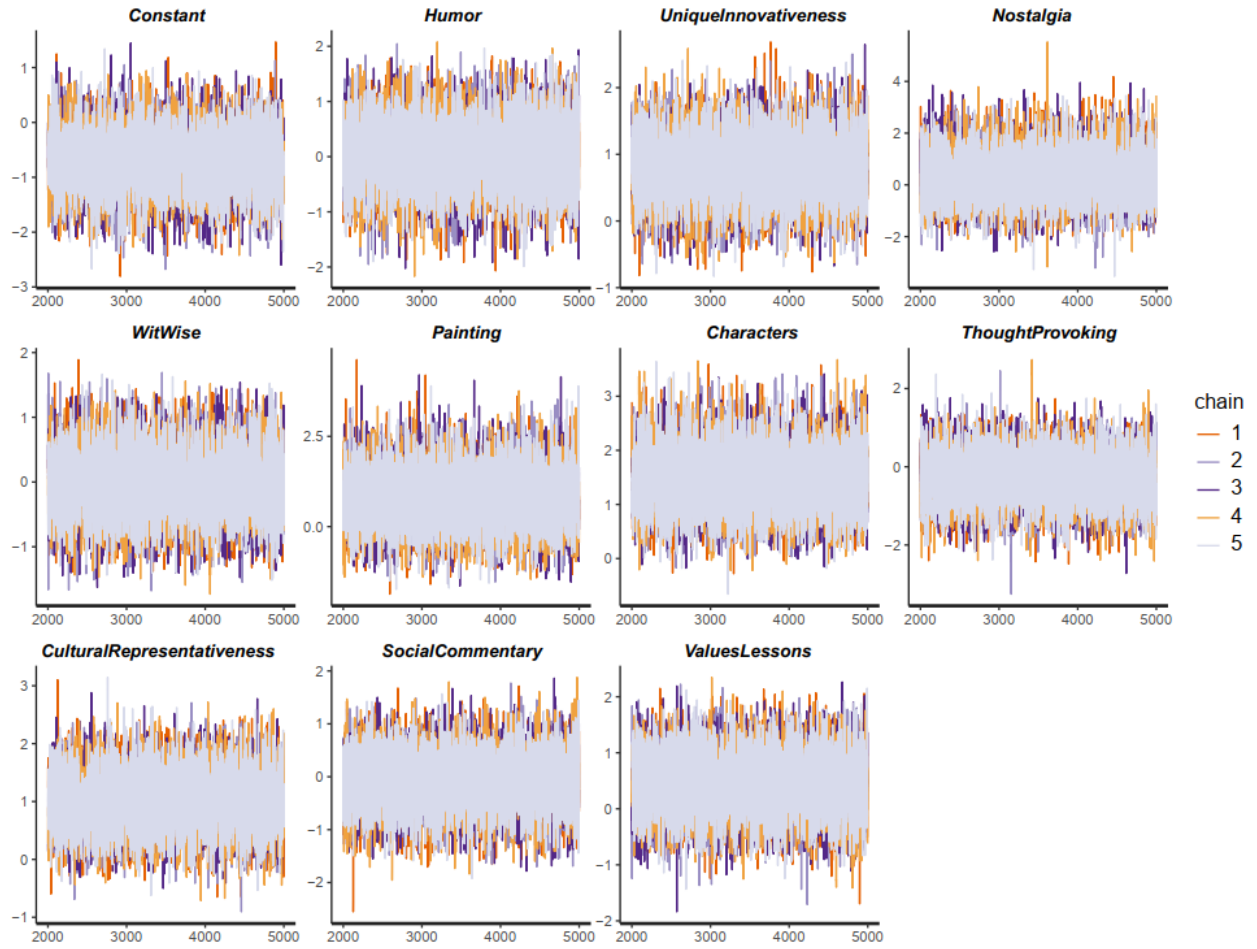 Constant Humor UniqueInnovativeness Nostalgia
1 0 −1 −2 −3
2 1 0 −1 −2
2 1 0 −1
4 2 0 −2
2000 3000 4000 5000 2000 3000 4000 5000 2000 3000 4000 5000 2000 3000 4000 5000
WitWise Painting Characters ThoughtProvoking
2 1 0 −1
2.5 0.0
3 2 1 0
2 0 −2
2000 3000 4000 5000 2000 3000 4000 5000 2000 3000 4000 5000 2000 3000 4000 5000
chain
1
2
3
4
5
CulturalRepresentativeness SocialCommentary ValuesLessons
3 2 1 0 −1
2 1 0 −1 −2
2 1 0 −1 −2
2000 3000 4000 5000 2000 3000 4000 5000 2000 3000 4000 5000